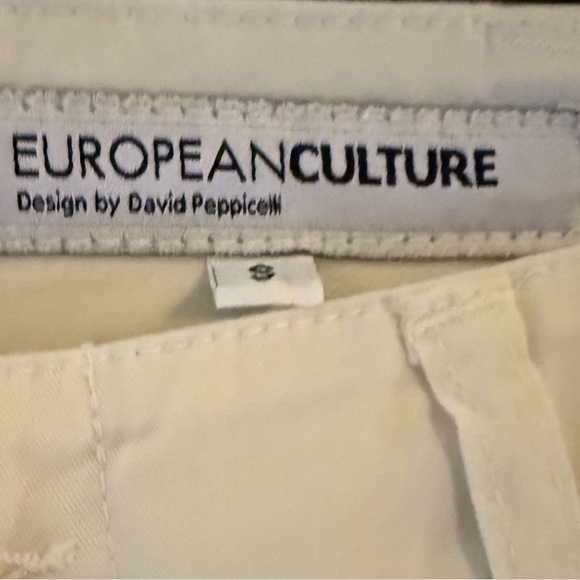 EUROPEANCULTURE
Design by David Peppicelli